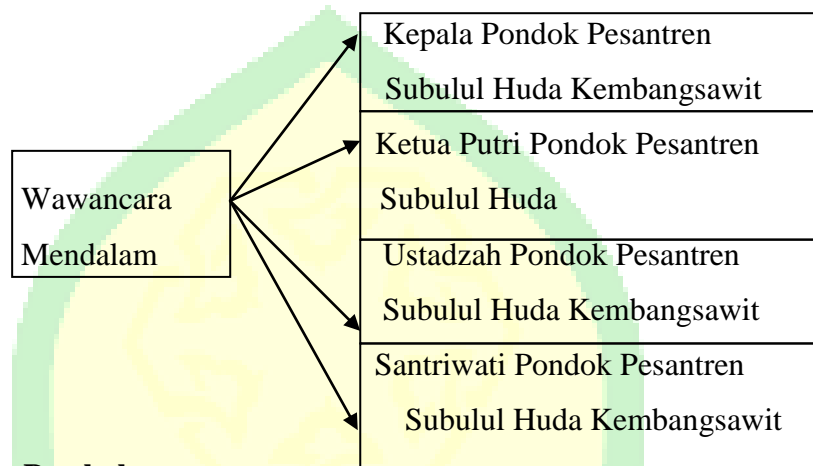 Kepala Pondok Pesantren
Subulul Huda Kembangsawit
Ketua Putri Pondok Pesantren
Subulul Huda
Wawancara
Mendalam
Ustadzah Pondok Pesantren
Subulul Huda Kembangsawit
Santriwati Pondok Pesantren
Subulul Huda Kembangsawit